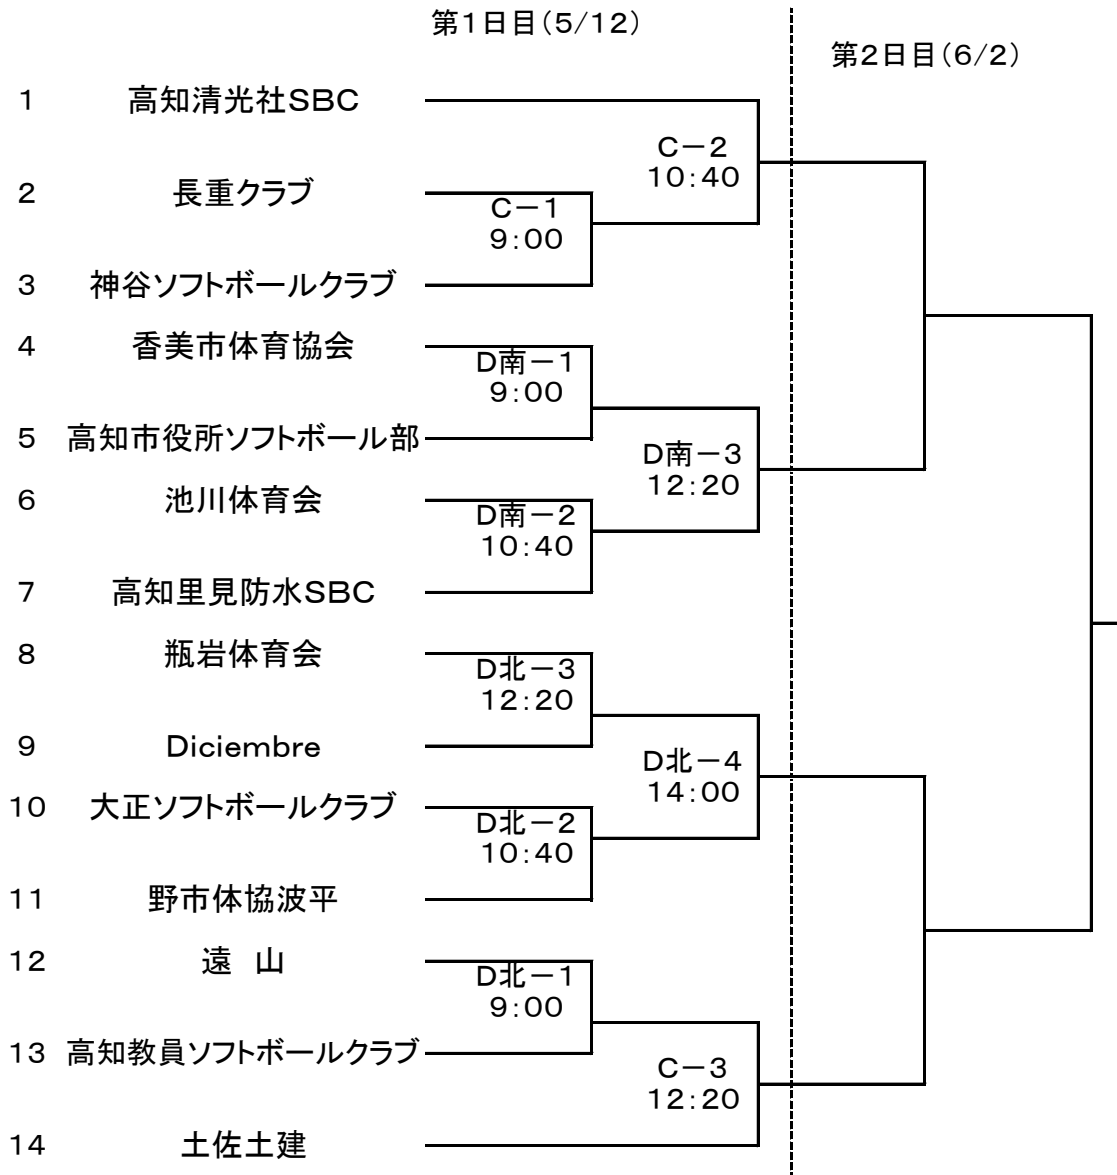 第1日目(5/12)
第2日目(6/2)
1 高知清光社SBC
C-2
10:40
2 長重クラブ
C-1
9:00
3 神谷ソフトボールクラブ
4 香美市体育協会
D南-1
9:00
5 高知市役所ソフトボール部
D南-3
12:20
6 池川体育会
D南-2
10:40
7 高知里見防水SBC
8 瓶岩体育会
D北-3
12:20
9 Diciembre
D北-4
14:00
10 大正ソフトボールクラブ
D北-2
10:40
11 野市体協波平
12 遠 山
D北-1
9:00
13 高知教員ソフトボールクラブ
C-3
12:20
14 土佐土建